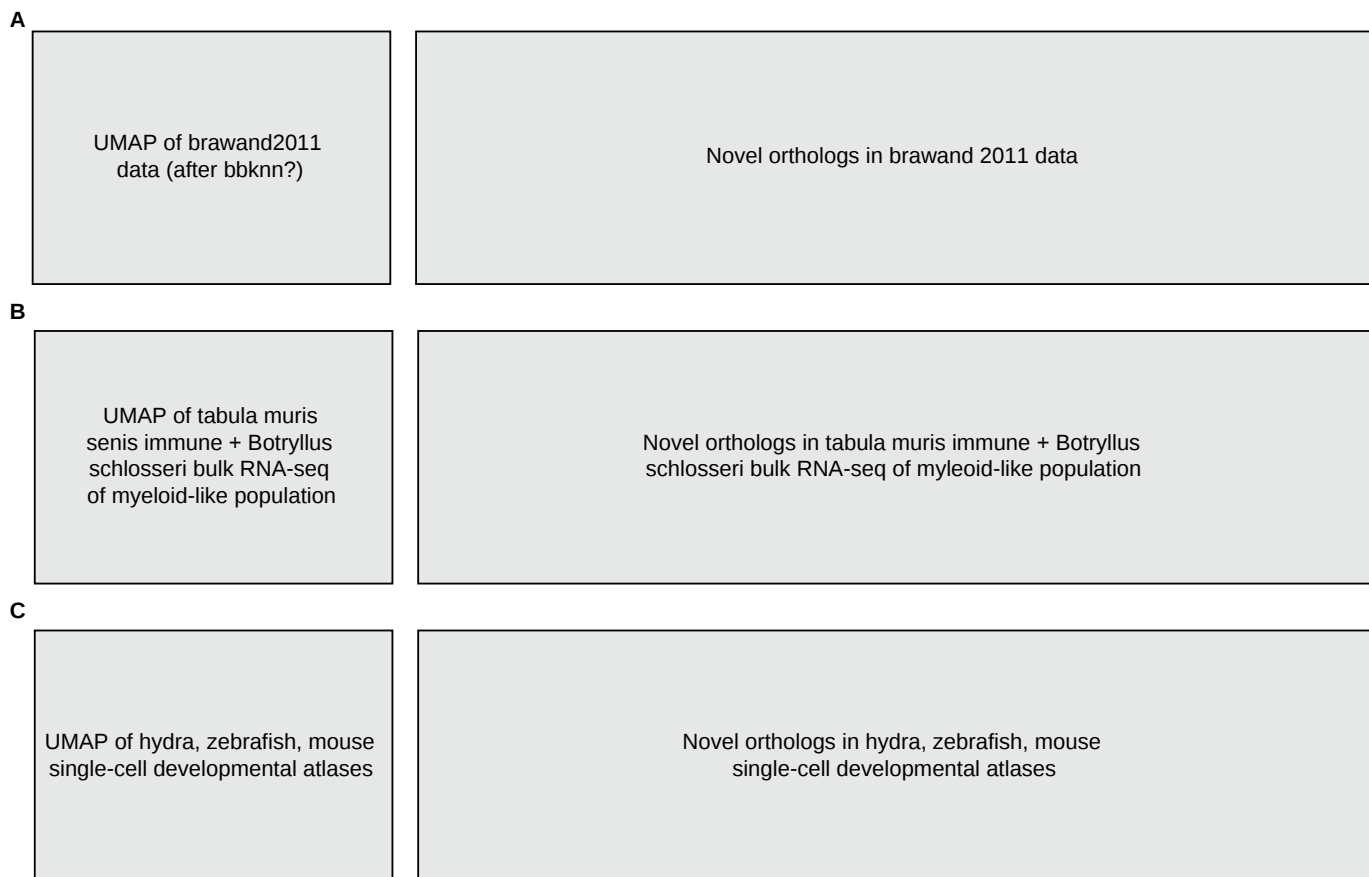 A
UMAP of brawand2011
data (after bbknn?)
Novel orthologs in brawand 2011 data
B
UMAP of tabula muris
senis immune + Botryllus
schlosseri bulk RNA-seq
of myeloid-like population
Novel orthologs in tabula muris immune + Botryllus
schlosseri bulk RNA-seq of myleoid-like population
C
UMAP of hydra, zebrafish, mouse
single-cell developmental atlases
Novel orthologs in hydra, zebrafish, mouse
single-cell developmental atlases